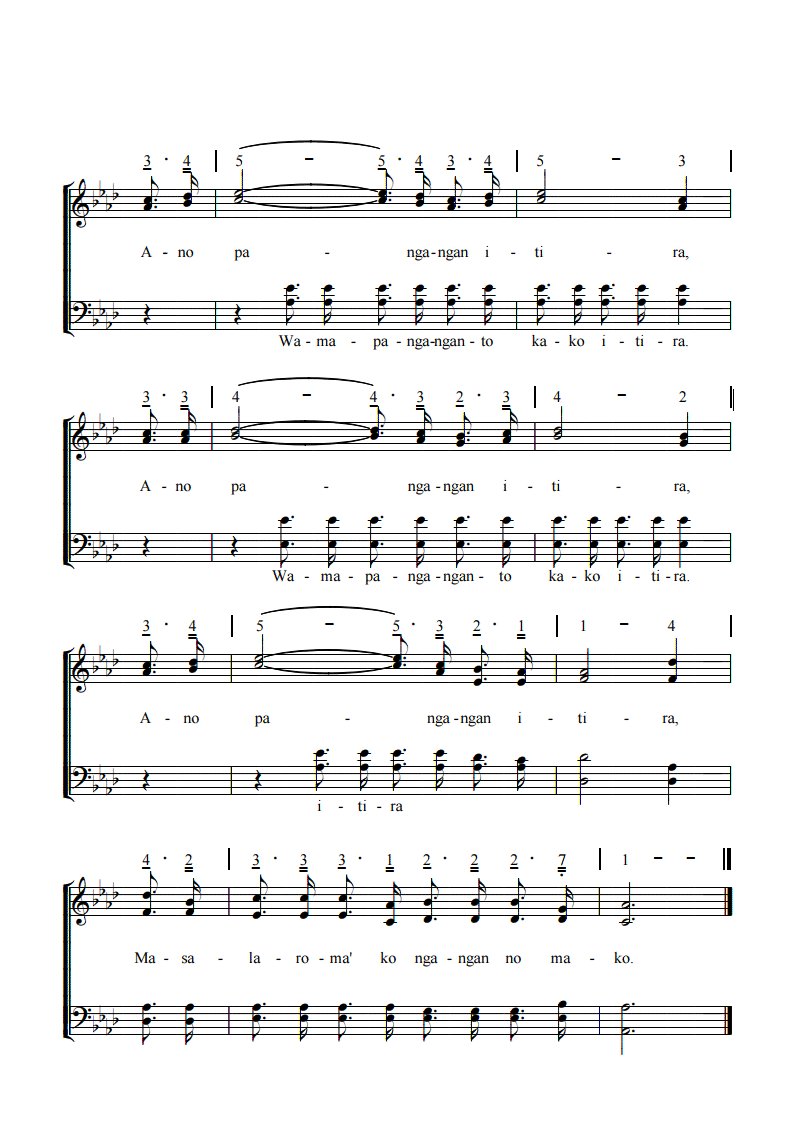 3 · 4 | 5 – 5 · 4 3 · 4 | 5 – 3 |
A - no pa - nga-ngan i - ti - ra,
Wa-ma - pa-nga-ngan-to ka-ko i-ti-ra.
3 · 3 | 4 – 4 · 3 2 · 3 | 4 – 2 |
A - no pa - nga-ngan i - ti - ra,
Wa-ma-pa-nga-ngan-to ka-ko i-ti-ra.
3 · 4 | 5 – 5 · 3 2 · 1 | 1 – 4 |
A - no pa - nga-ngan i - ti - ra,
i - ti - ra
4 · 2 | 3 · 3 3 · 1 2 · 2 2 · 7 | 1 – –
Ma- sa - la-ro-ma' ko nga-ngan no ma - ko.